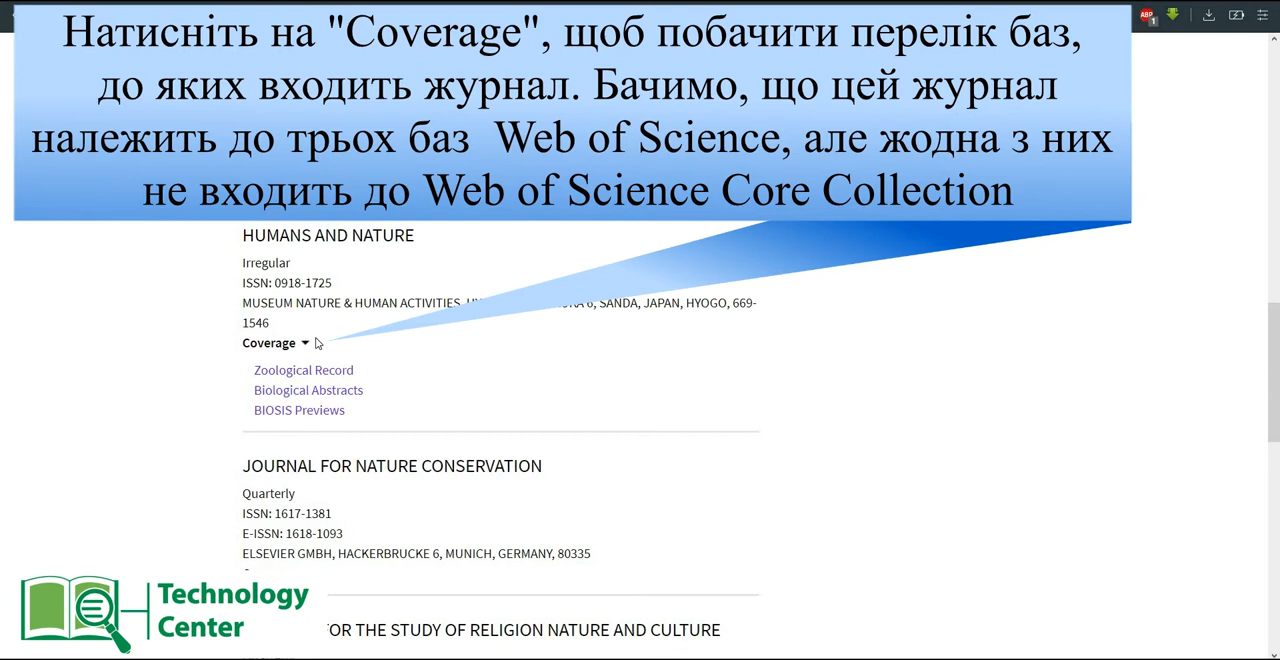 Натисніть на "Coverage", щоб побачити перелік баз,
до яких входить журнал. Бачимо, що цей журнал
належить до трьох баз Web of Science, але жодна з них
не входить до Web of Science Core Collection
ABP
1
HUMANS AND NATURE
Irregular
ISSN: 0918-1725
MUSEUM NATURE & HUMAN ACTIVITIES, 6, SANDA, JAPAN, HYOGO, 669-
1546
Coverage
Zoological Record
Biological Abstracts
BIOSIS Previews
JOURNAL FOR NATURE CONSERVATION
Quarterly
ISSN: 1617-1381
E-ISSN: 1618-1093
ELSEVIER GMBH, HACKERBRUCKE 6, MUNICH, GERMANY, 80335
Technology
Center
FOR THE STUDY OF RELIGION NATURE AND CULTURE